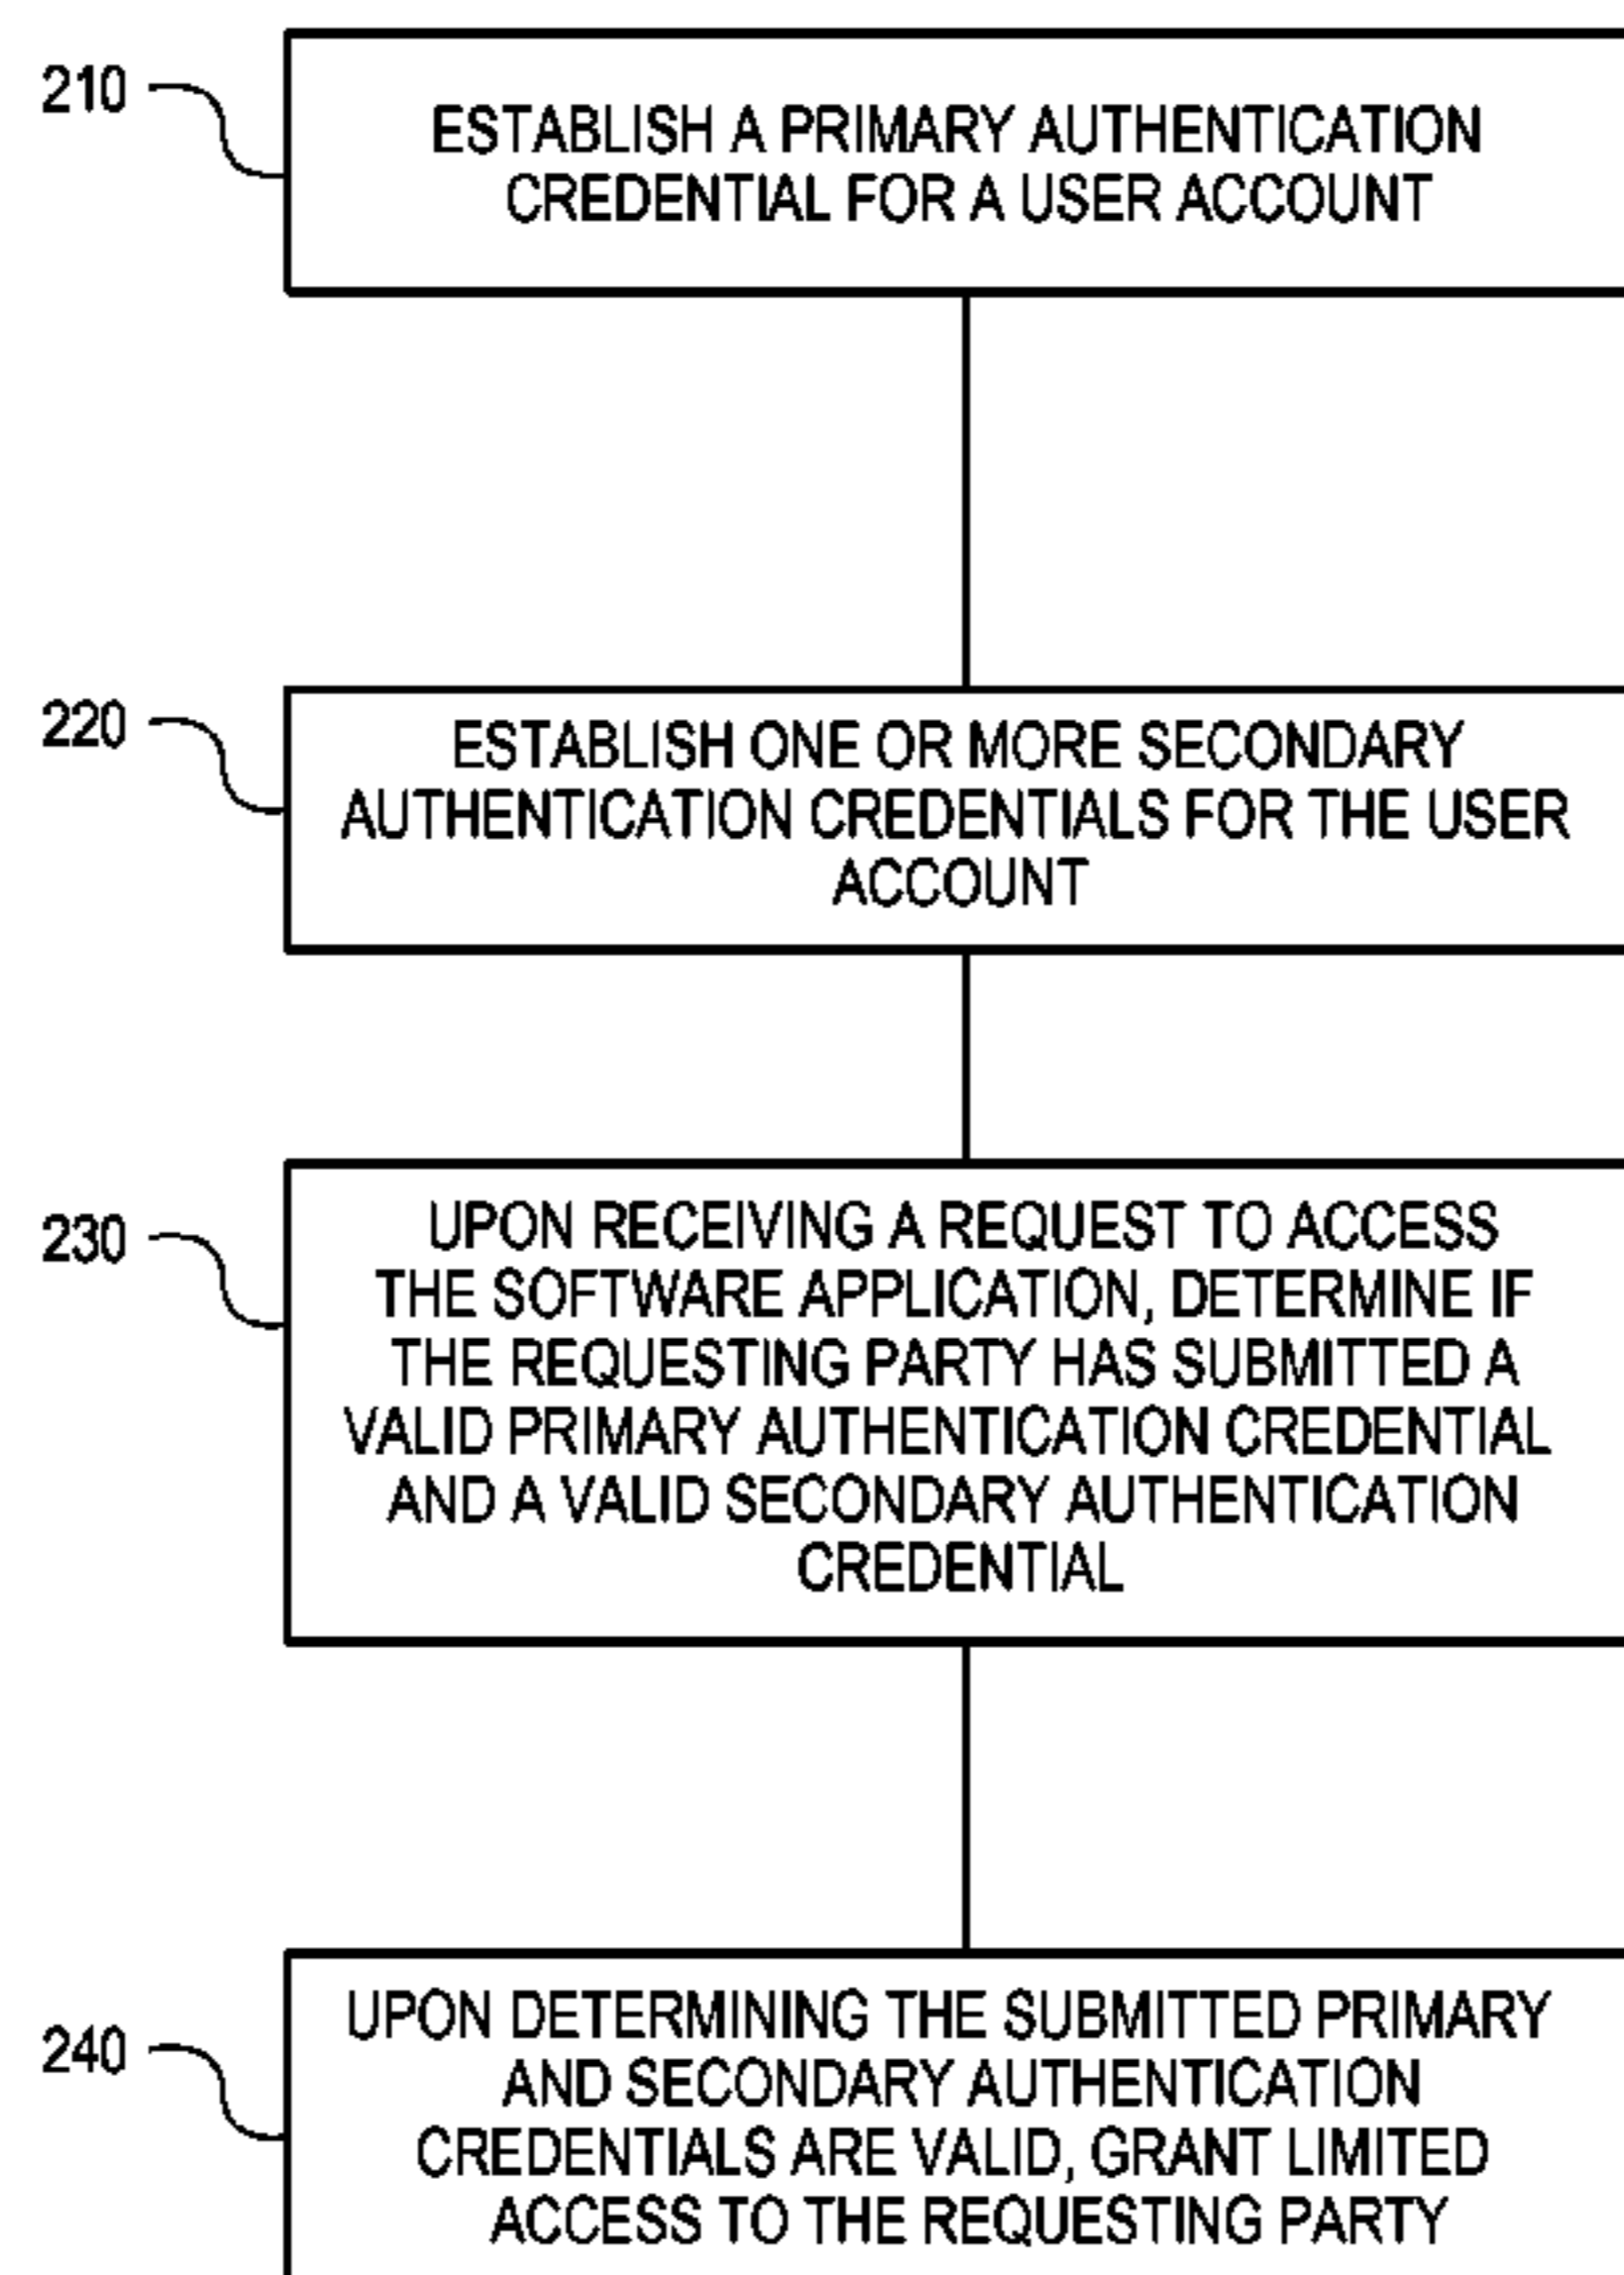 210
ESTABLISH A PRIMARY AUTHENTICATION
CREDENTIAL FOR A USER ACCOUNT
220
ESTABLISH ONE OR MORE SECONDARY
AUTHENTICATION CREDENTIALS FOR THE USER
ACCOUNT
230
UPON RECEIVING A REQUEST TO ACCESS
THE SOFTWARE APPLICATION, DETERMINE IF
THE REQUESTING PARTY HAS SUBMITTED A
VALID PRIMARY AUTHENTICATION CREDENTIAL
AND A VALID SECONDARY AUTHENTICATION
CREDENTIAL
240
UPON DETERMINING THE SUBMITTED PRIMARY
AND SECONDARY AUTHENTICATION
CREDENTIALS ARE VALID, GRANT LIMITED
ACCESS TO THE REQUESTING PARTY